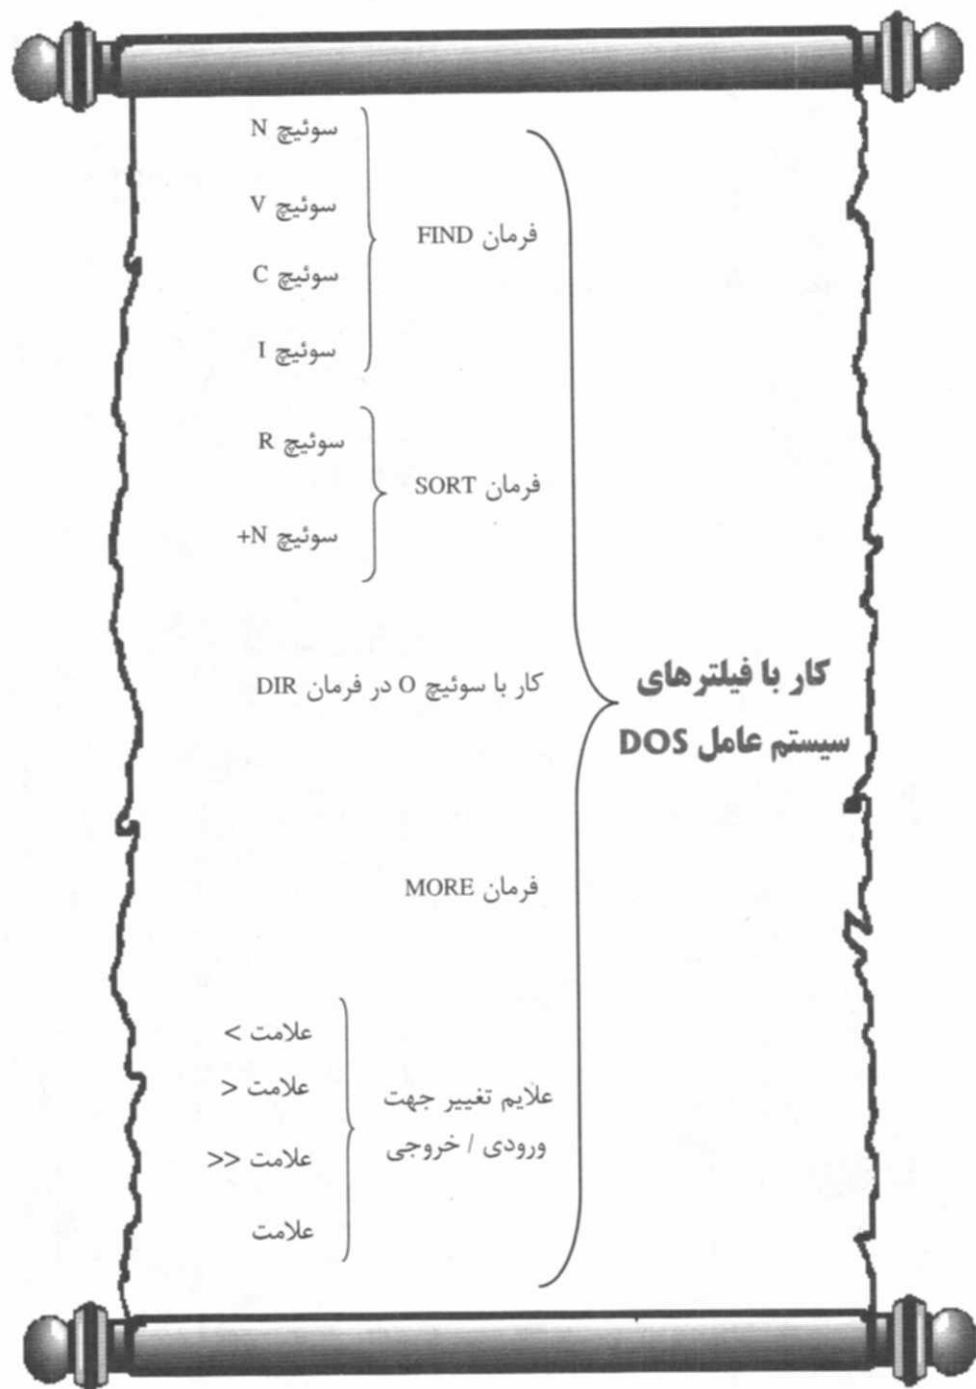 کار با فیلترهای
سیستم عامل DOS
فرمان FIND
سوئیچ N
سوئیچ V
سوئیچ C
سوئیچ I
فرمان SORT
سوئیچ R
سوئیچ N+
کار با سوئیچ O در فرمان DIR
فرمان MORE
علایم تغییر جهت
ورودی / خروجی
علامت <
علامت >
علامت >>
علامت